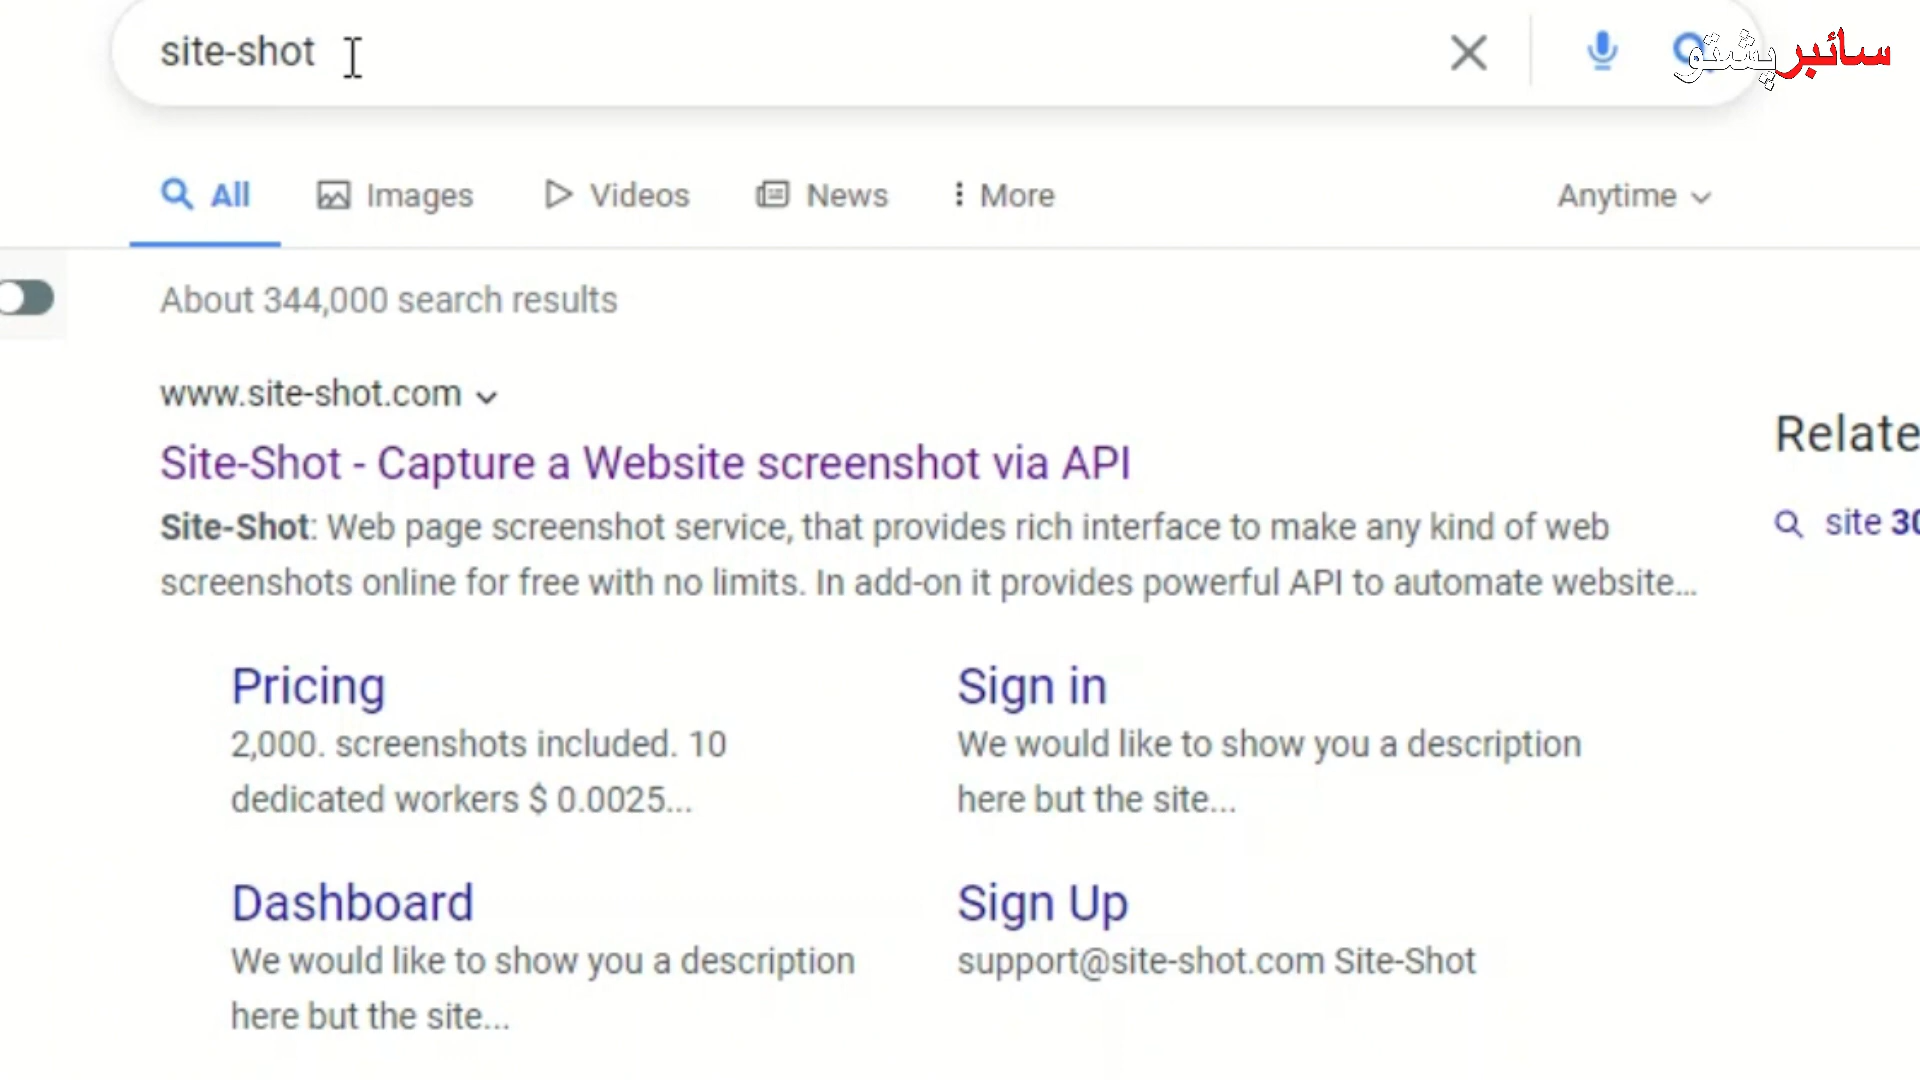 site-shot
سائبر پشتو
All Images Videos News More Anytime
About 344,000 search results
www.site-shot.com
Site-Shot - Capture a Website screenshot via API
Site-Shot: Web page screenshot service, that provides rich interface to make any kind of web
screenshots online for free with no limits. In add-on it provides powerful API to automate website...
Relate
site 30
Pricing
2,000. screenshots included. 10
dedicated workers $ 0.0025...
Sign in
We would like to show you a description
here but the site...
Dashboard
We would like to show you a description
here but the site...
Sign Up
support@site-shot.com Site-Shot